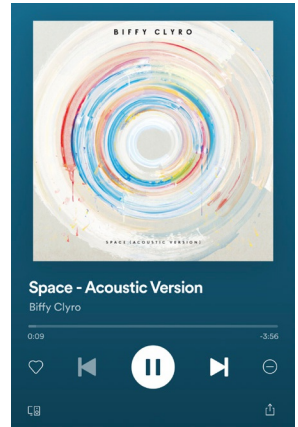 BIFFY CLYRO
SPACE (ACOUSTIC VERSION)
Space - Acoustic Version
Biffy Clyro
0:09 -3:56